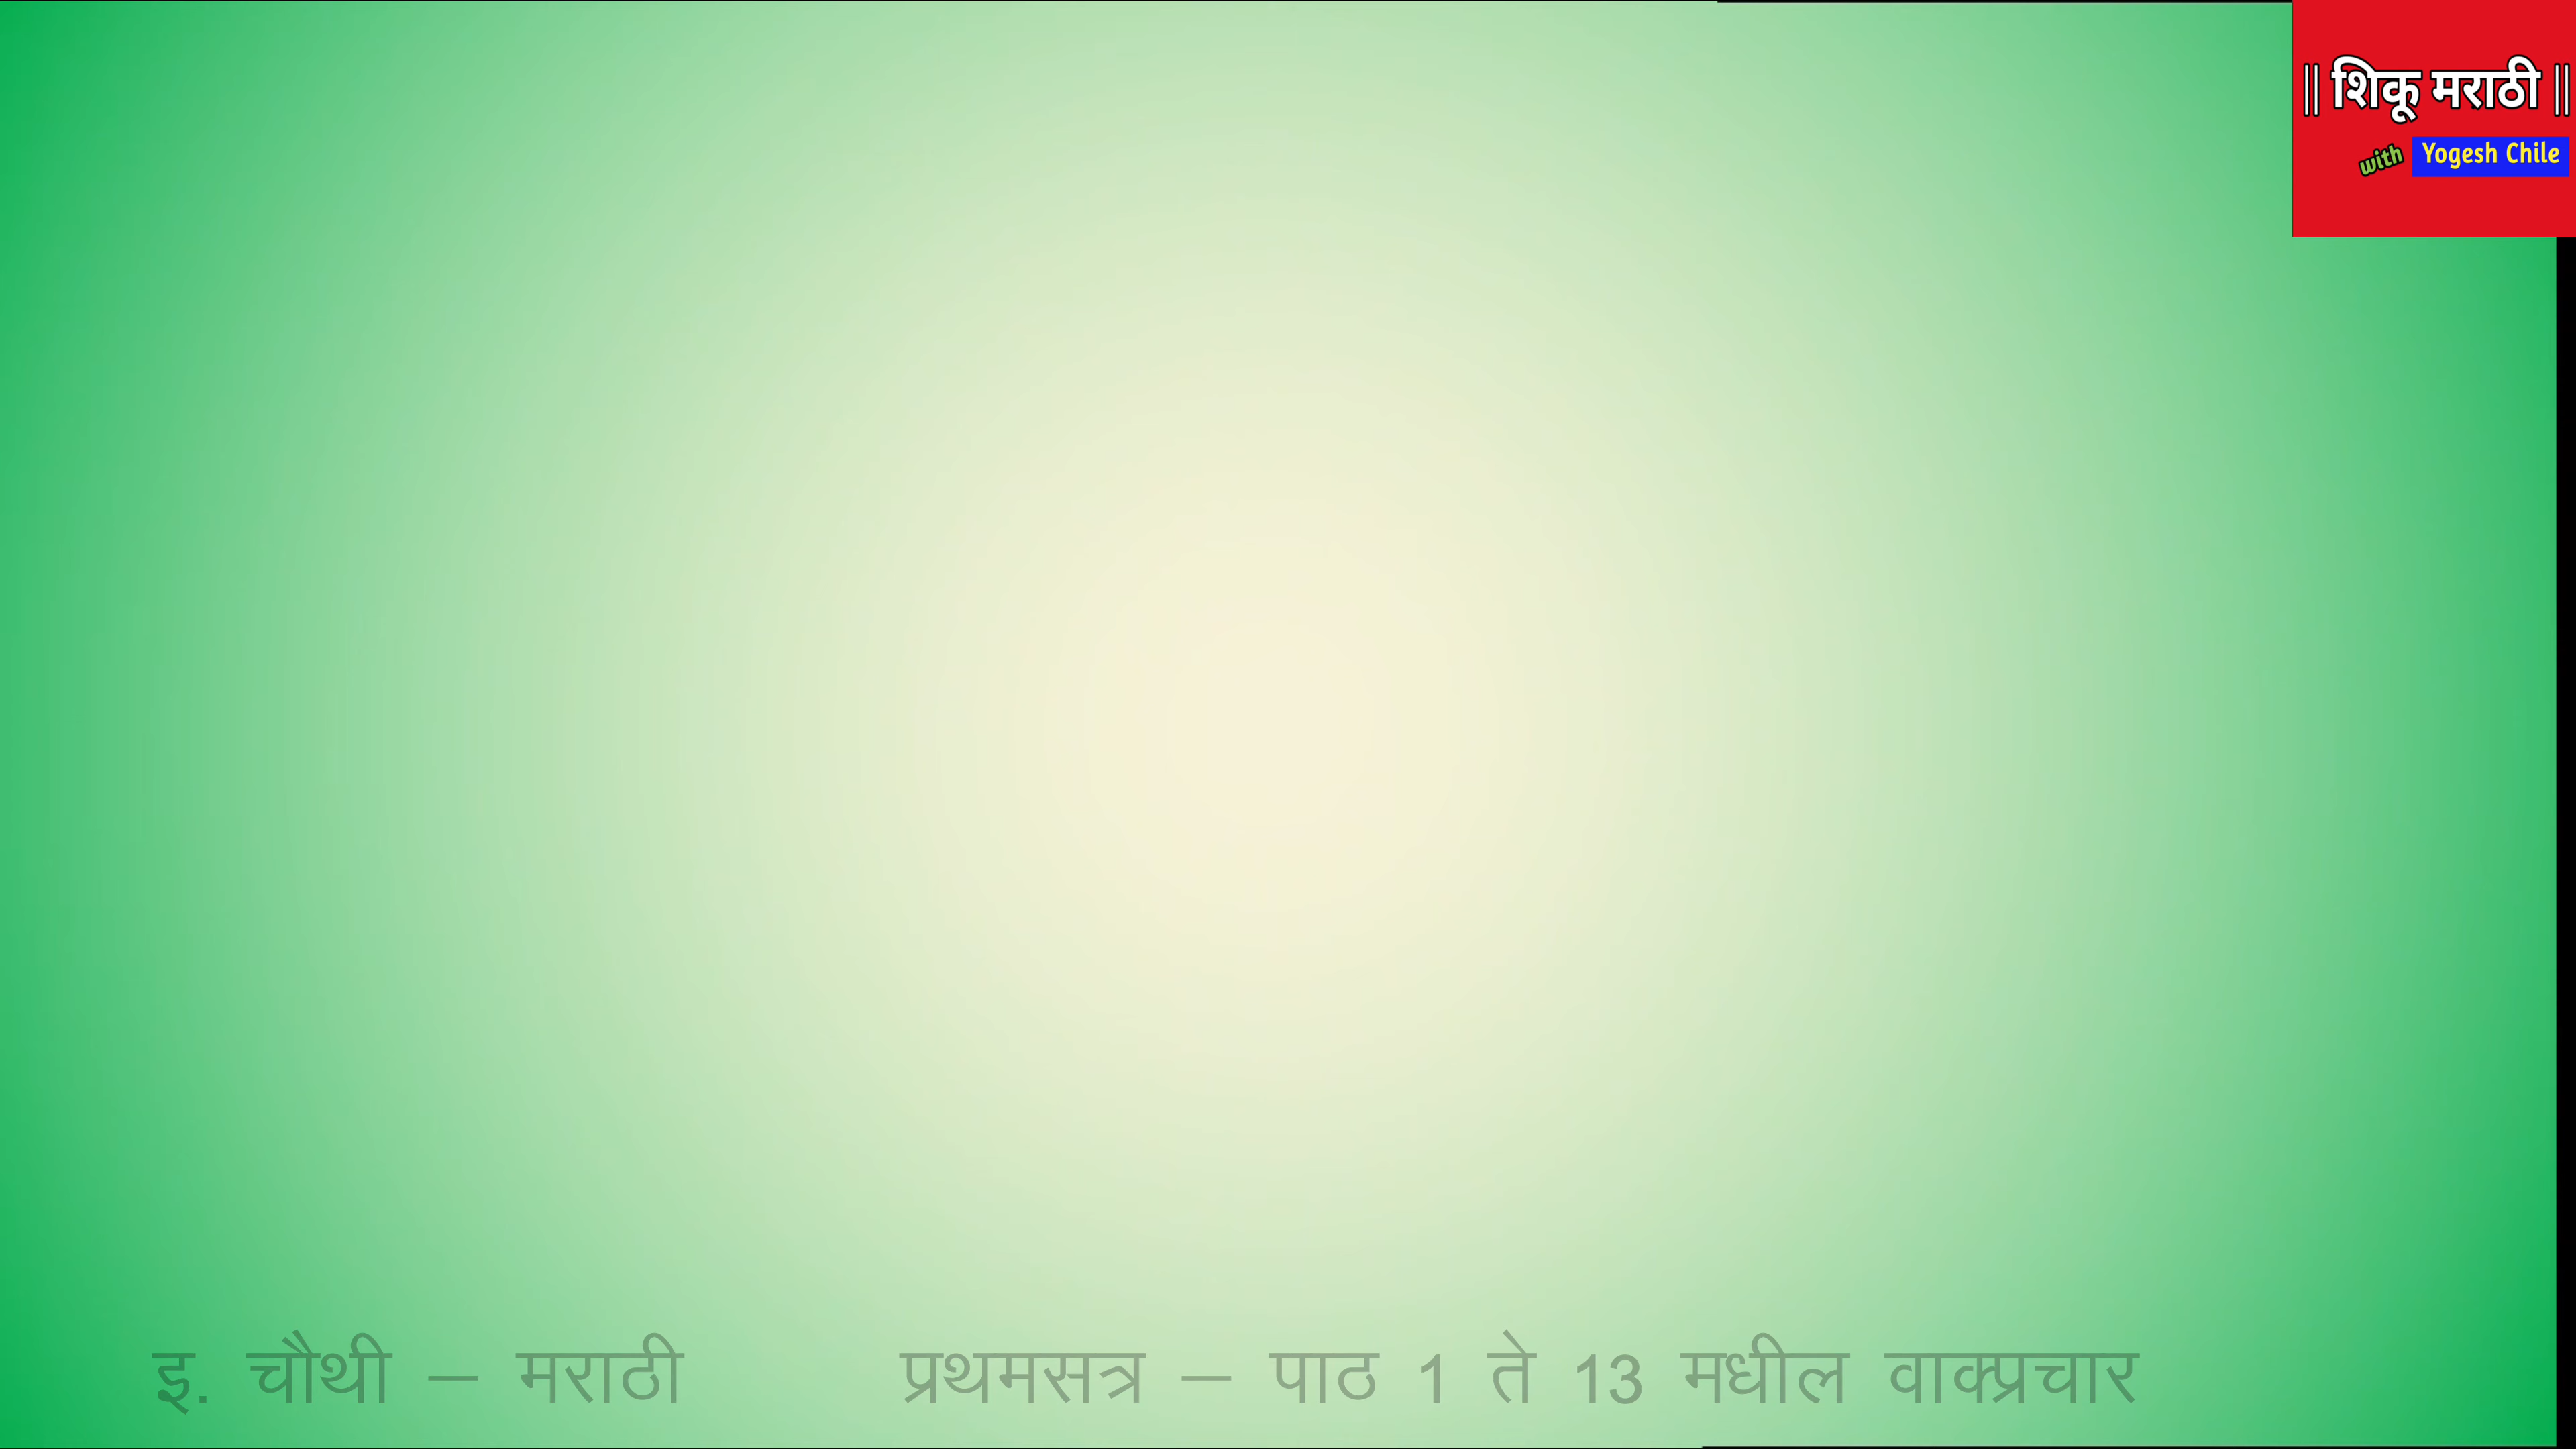 || शिकू मराठी ||
with Yogesh Chile
इ. चौथी – मराठी प्रथमसत्र – पाठ 1 ते 13 मधील वाक्प्रचार